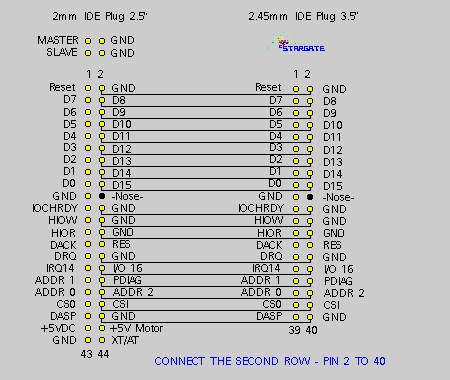 2mm IDE Plug 2.5" 2.45mm IDE Plug 3.5"
MASTER GND
SLAVE GND
STARGATE
1 2 1 2
Reset GND Reset GND
D7 D8 D7 D8
D6 D9 D6 D9
D5 D10 D5 D10
D4 D11 D4 D11
D3 D12 D3 D12
D2 D13 D2 D13
D1 D14 D1 D14
D0 D15 D0 D15
GND -Nose- GND -Nose-
IOCHRDY GND IOCHRDY GND
HIOW GND HIOW GND
HIOR GND HIOR GND
DACK RES DACK RES
DRQ GND DRQ GND
IRQ14 I/O 16 IRQ14 I/O 16
ADDR 1 PDIAG ADDR 1 PDIAG
ADDR 0 ADDR 2 ADDR 0 ADDR 2
CS0 CSI CS0 CSI
DASP GND DASP GND
+5VDC +5V Motor 39 40
GND XT/AT
43 44
CONNECT THE SECOND ROW - PIN 2 TO 40